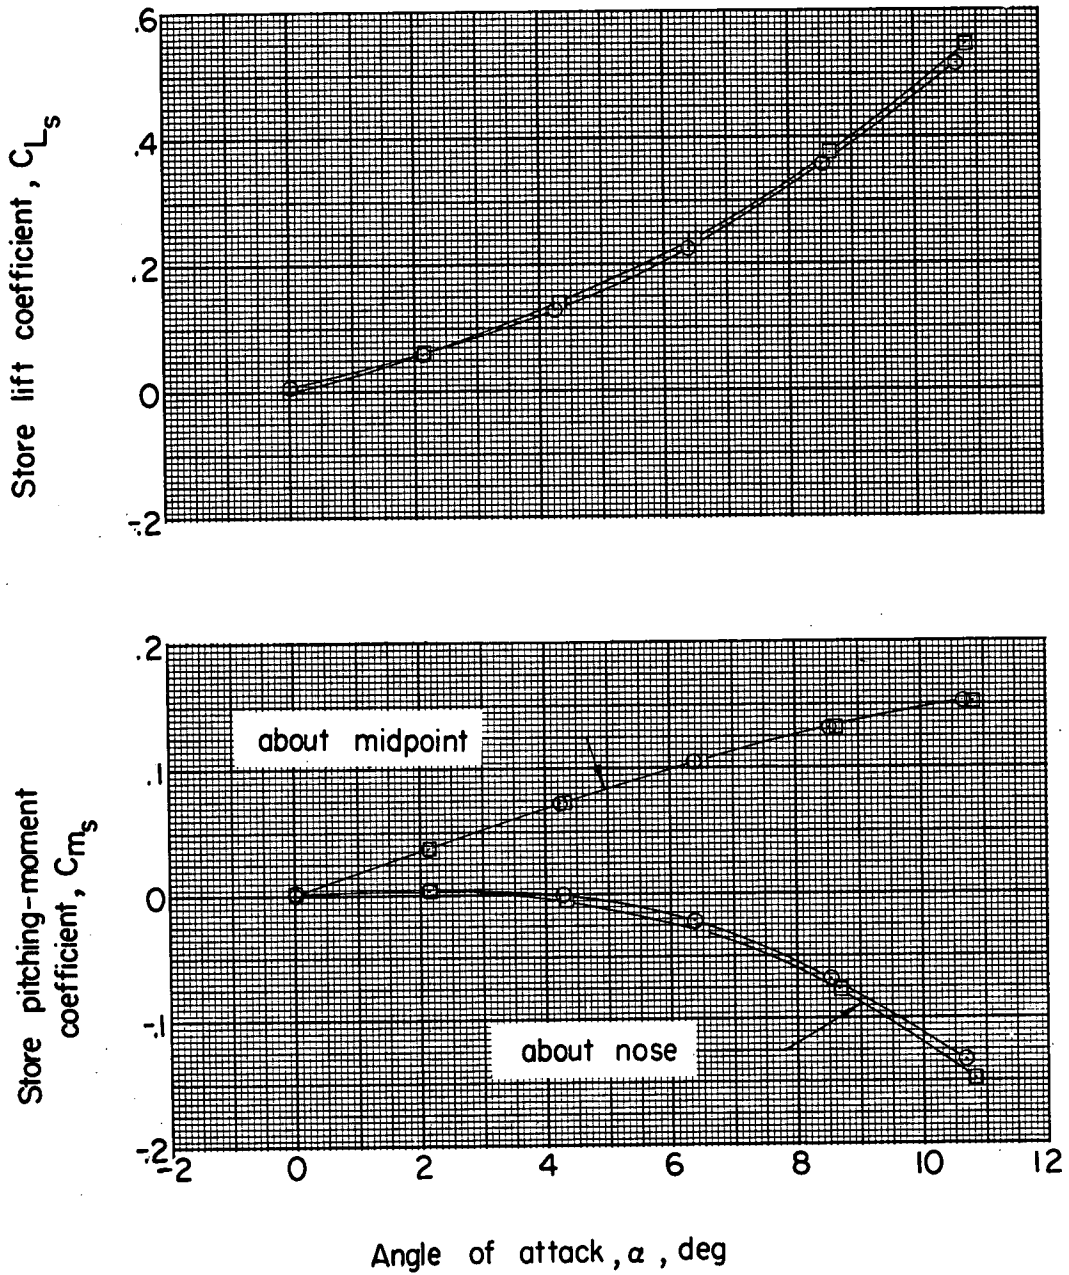 .6
.4
.2
0
-.2
Store lift coefficient, C_Ls
.2
.1
0
-.1
-.2
Store pitching-moment
coefficient, C_ms
about midpoint
about nose
-2 0 2 4 6 8 10 12
Angle of attack, α, deg